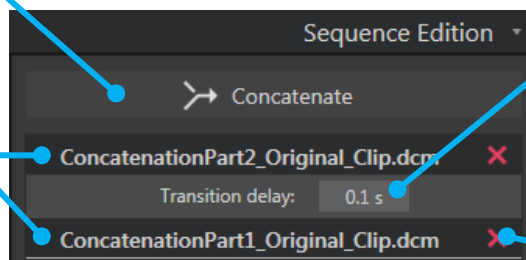 Sequence Edition
Concatenate
ConcatenationPart2_Original_Clip.dcm
Transition delay: 0.1 s
ConcatenationPart1_Original_Clip.dcm